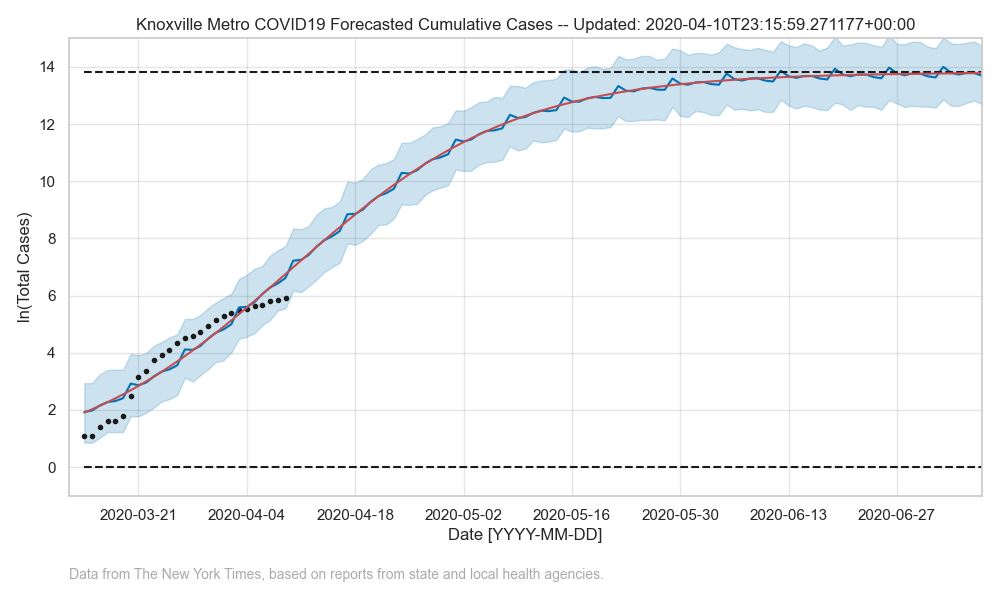 Knoxville Metro COVID19 Forecasted Cumulative Cases -- Updated: 2020-04-10T23:15:59.271177+00:00
14
12
10
8
6
4
2
0
ln(Total Cases)
2020-03-21 2020-04-04 2020-04-18 2020-05-02 2020-05-16 2020-05-30 2020-06-13 2020-06-27
Date [YYYY-MM-DD]
Data from The New York Times, based on reports from state and local health agencies.